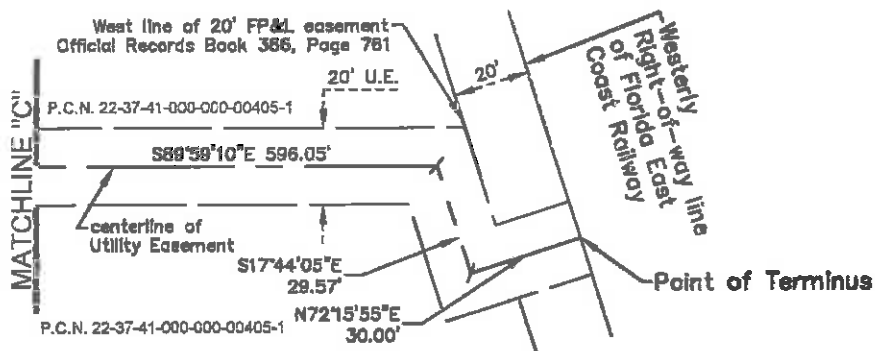 West line of 20' FP&L easement
Official Records Book 386, Page 761
20' U.E.
20'
Westerly
Right-of-way line
of Florida East
Coast Railway
P.C.N. 22-37-41-000-000-00405-1
MATCHLINE "C"
S89°59'10"E 596.05'
centerline of
Utility Easement
S17°44'05"E
29.57'
N72°15'55"E
30.00'
Point of Terminus
P.C.N. 22-37-41-000-000-00405-1